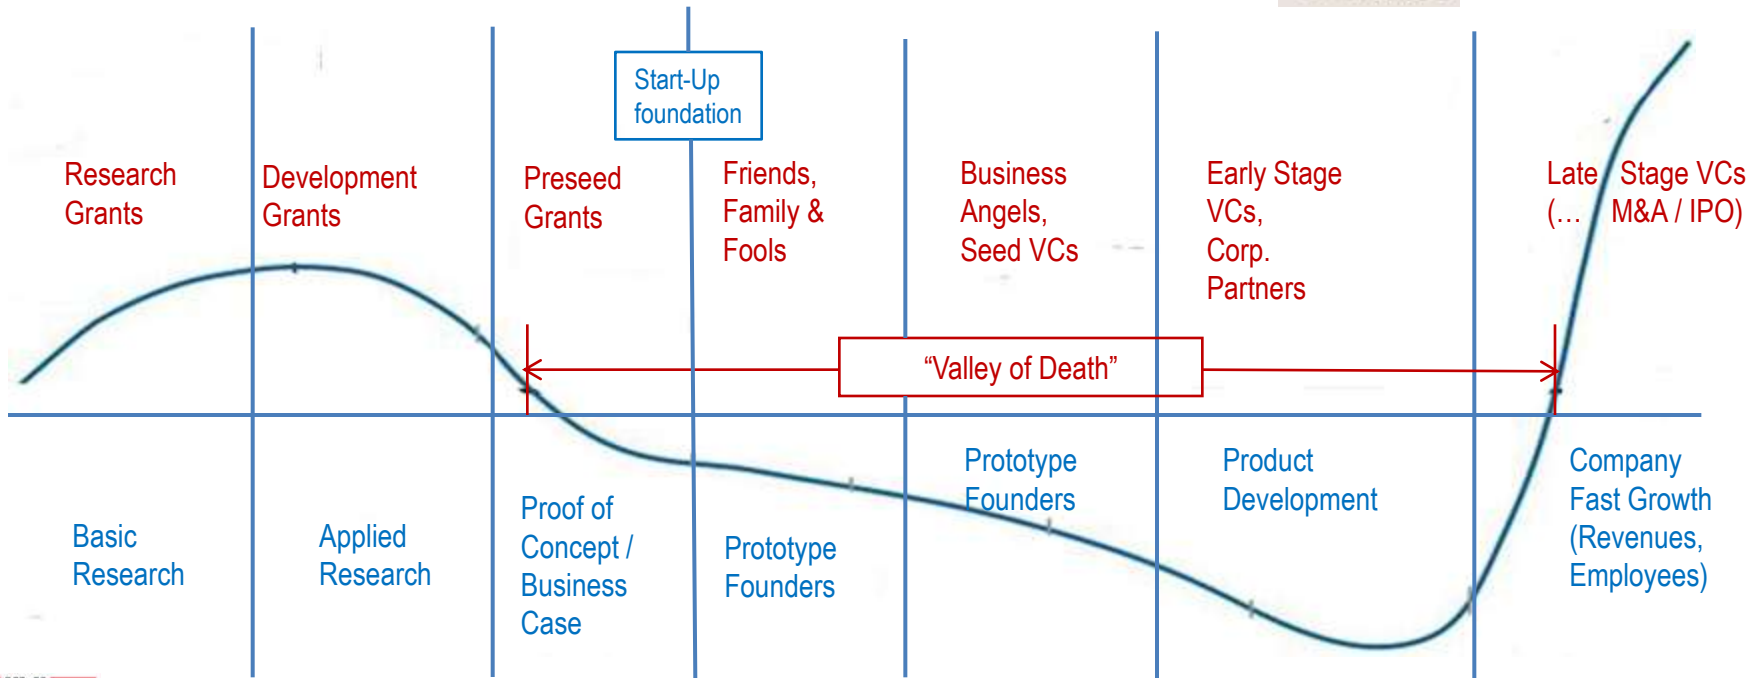 Start-Up
foundation
Research
Grants
Development
Grants
Preseed
Grants
Friends,
Family &
Fools
Business
Angels,
Seed VCs
Early Stage
VCs,
Corp.
Partners
Late Stage VCs
(... M&A / IPO)
“Valley of Death”
Basic
Research
Applied
Research
Proof of
Concept /
Business
Case
Prototype
Founders
Prototype
Founders
Product
Development
Company
Fast Growth
(Revenues,
Employees)